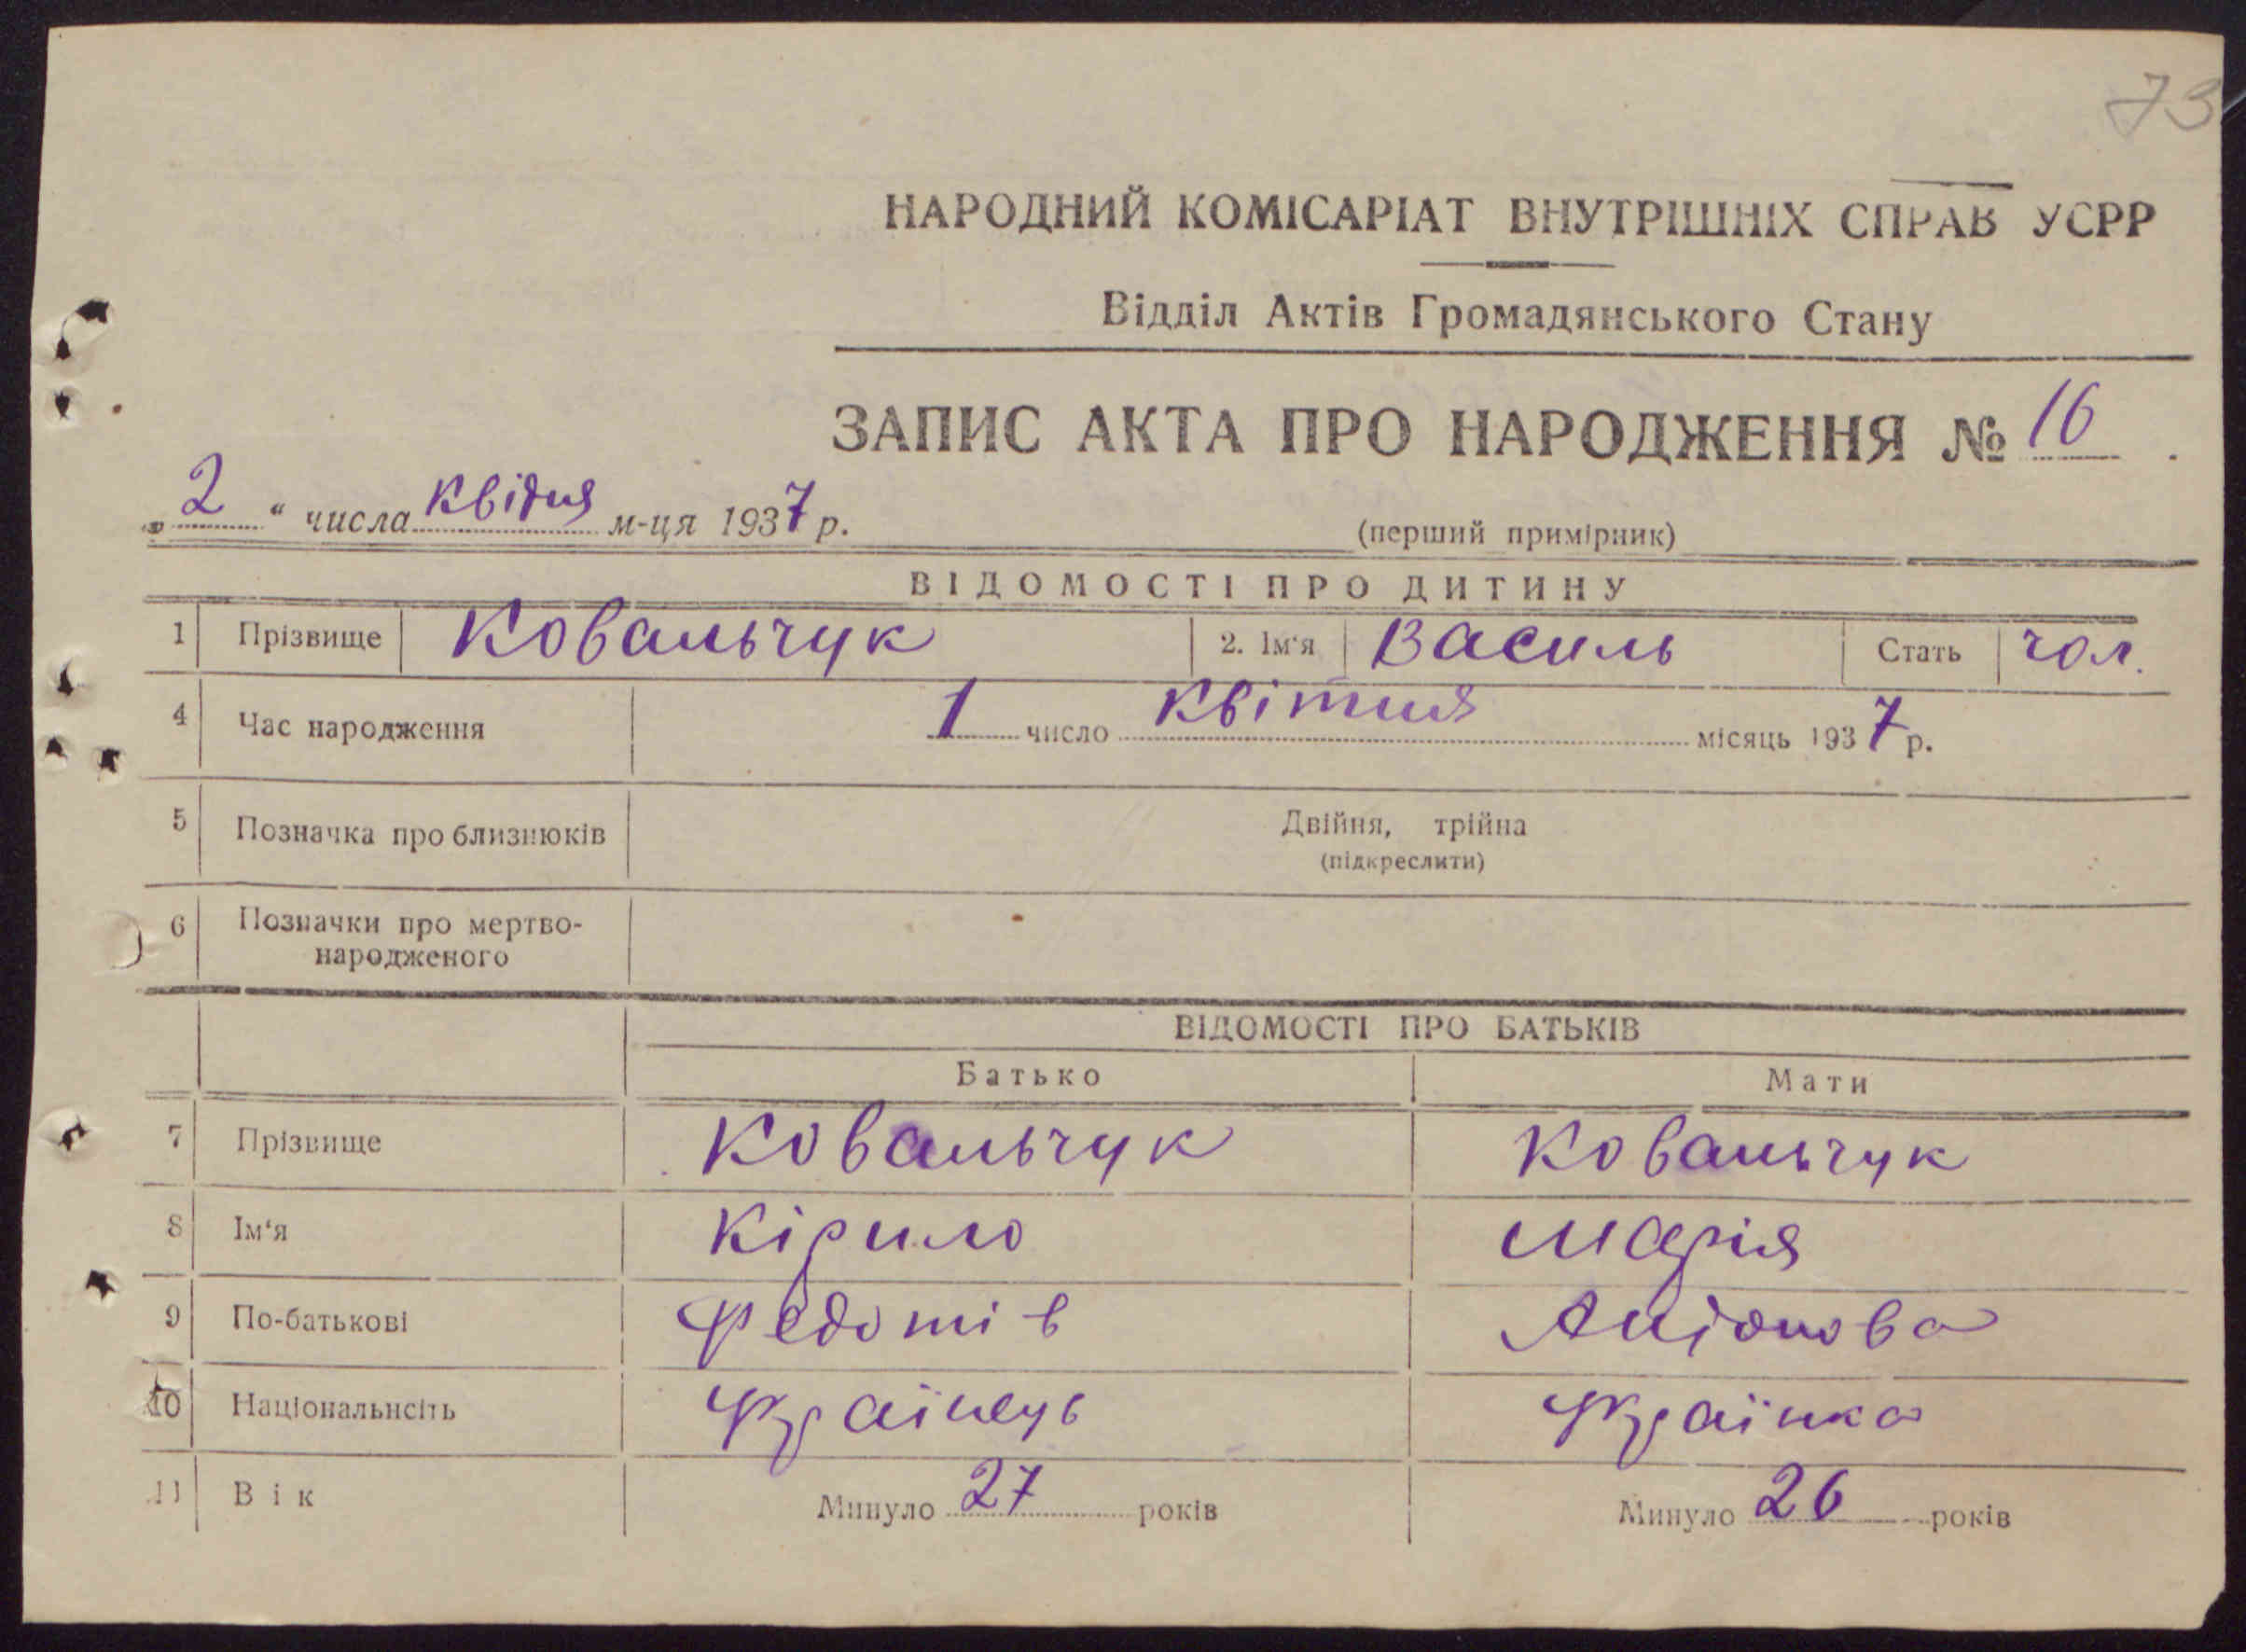 73
НАРОДНИЙ КОМІСАРІАТ ВНУТРІШНІХ СПРАВ УСРР
Відділ Актів Громадянського Стану
ЗАПИС АКТА ПРО НАРОДЖЕННЯ № 16
„ 2 “ числа квідня м-ця 1937 р.
(перший примірник)
ВІДОМОСТІ ПРО ДИТИНУ
1 Прізвище Ковальчук 2. Ім'я Василь Стать чол.
4 Час народження 1 число квітня місяць 1937 р.
5 Позначка про близнюків Двійня, трійна
(підкреслити)
6 Позначки про мертво-
народженого
ВІДОМОСТІ ПРО БАТЬКІВ
Батько Мати
7 Прізвище Ковальчук Ковальчук
8 Ім'я Кірило Марія
9 По-батькові Федотів Антонова
10 Національнсіть Українець Українка
11 Вік Минуло 27 років Минуло 26 років